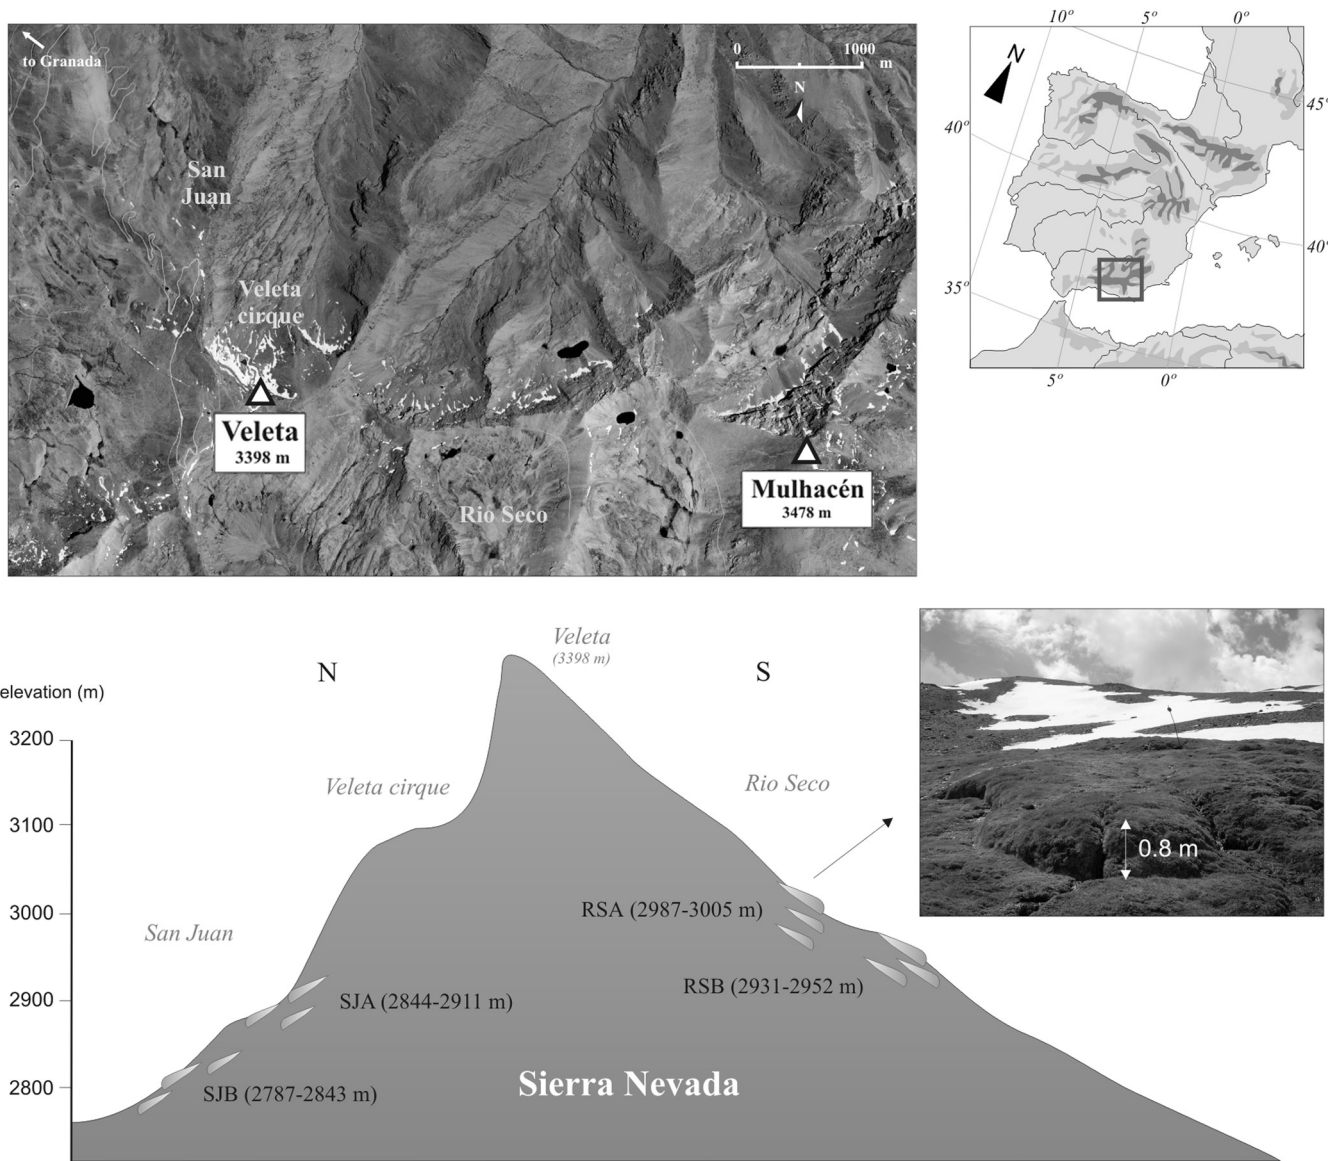 to Granada
0 1000
m
N
San
Juan
Veleta
cirque
Veleta
3398 m
Rio Seco
Mulhacén
3478 m
10º 5º 0º
N
45º
40º
40º
35º
5º 0º
elevation (m)
3200
3100
3000
2900
2800
N
Veleta
(3398 m)
S
Veleta cirque
Rio Seco
San Juan
RSA (2987-3005 m)
RSB (2931-2952 m)
SJA (2844-2911 m)
SJB (2787-2843 m)
Sierra Nevada
0.8 m